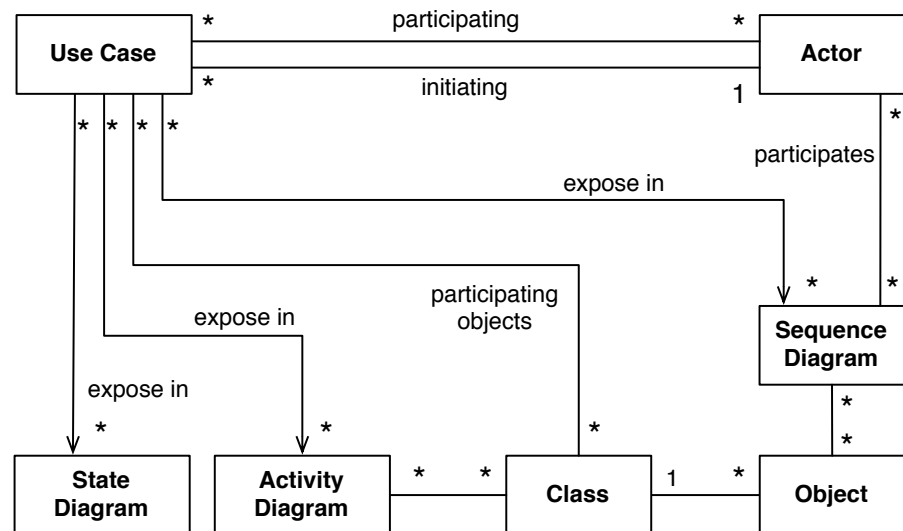 * participating *
Use Case
Actor
* initiating 1
* * * *
*
participates
expose in
participating
objects
* *
expose in
Sequence
Diagram
expose in
*
* * * *
State
Diagram
Activity
Diagram
* *
Class
1 *
Object